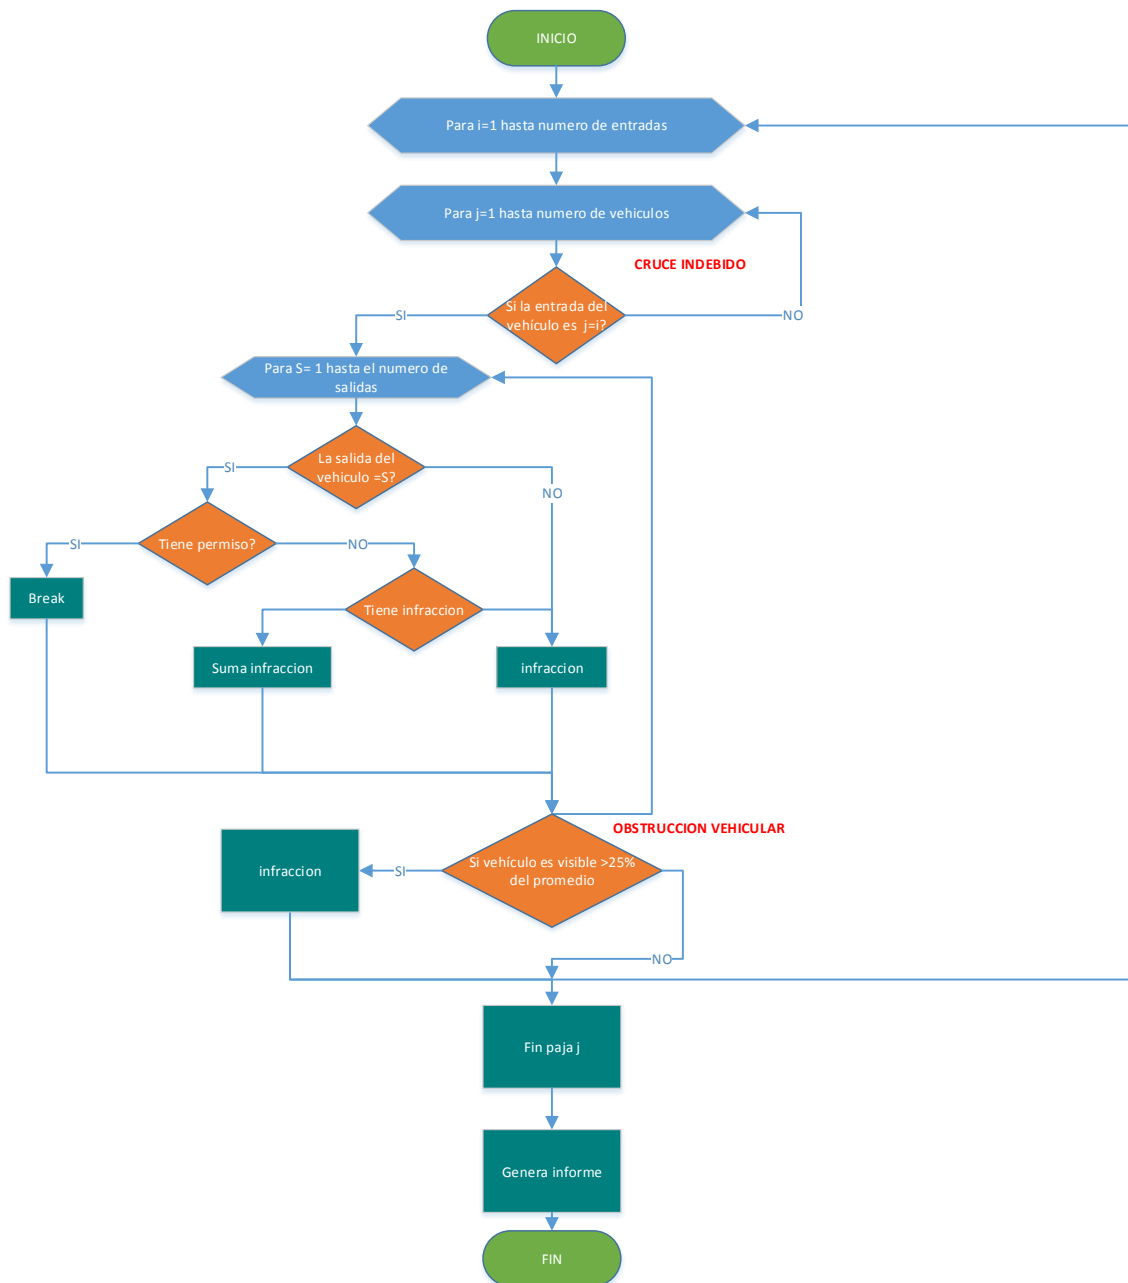 INICIO
Para i=1 hasta numero de entradas
Para j=1 hasta numero de vehiculos
CRUCE INDEBIDO
Si la entrada del
vehículo es j=i?
SI
NO
Para S= 1 hasta el numero de
salidas
La salida del
vehiculo =S?
SI
NO
Tiene permiso?
SI
NO
Break
Tiene infraccion
Suma infraccion
infraccion
OBSTRUCCION VEHICULAR
Si vehículo es visible >25%
del promedio
SI
infraccion
NO
Fin paja j
Genera informe
FIN